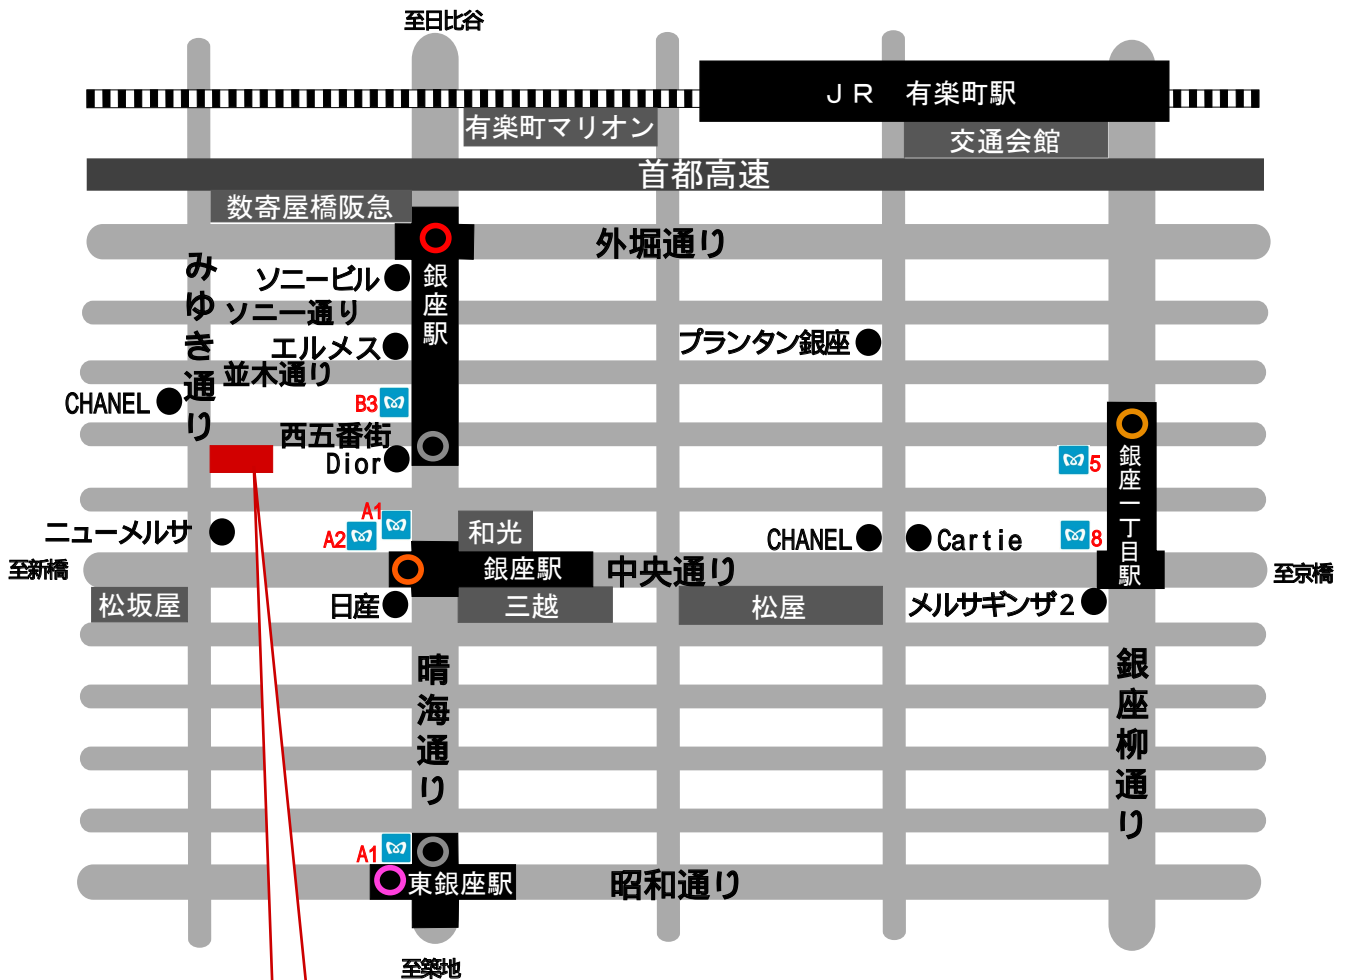 至日比谷
ＪＲ　有楽町駅
有楽町マリオン
交通会館
首都高速
数寄屋橋阪急
外堀通り
みゆき通り
ソニービル
銀座駅
ソニー通り
エルメス
プランタン銀座
並木通り
CHANEL
B3
西五番街
Dior
銀座一丁目駅
5
A1
ニューメルサ
A2
和光
CHANEL
Cartie
8
至新橋
銀座駅
中央通り
至京橋
松坂屋
日産
三越
松屋
メルサギンザ2
晴海通り
銀座柳通り
A1
東銀座駅
昭和通り
至築地